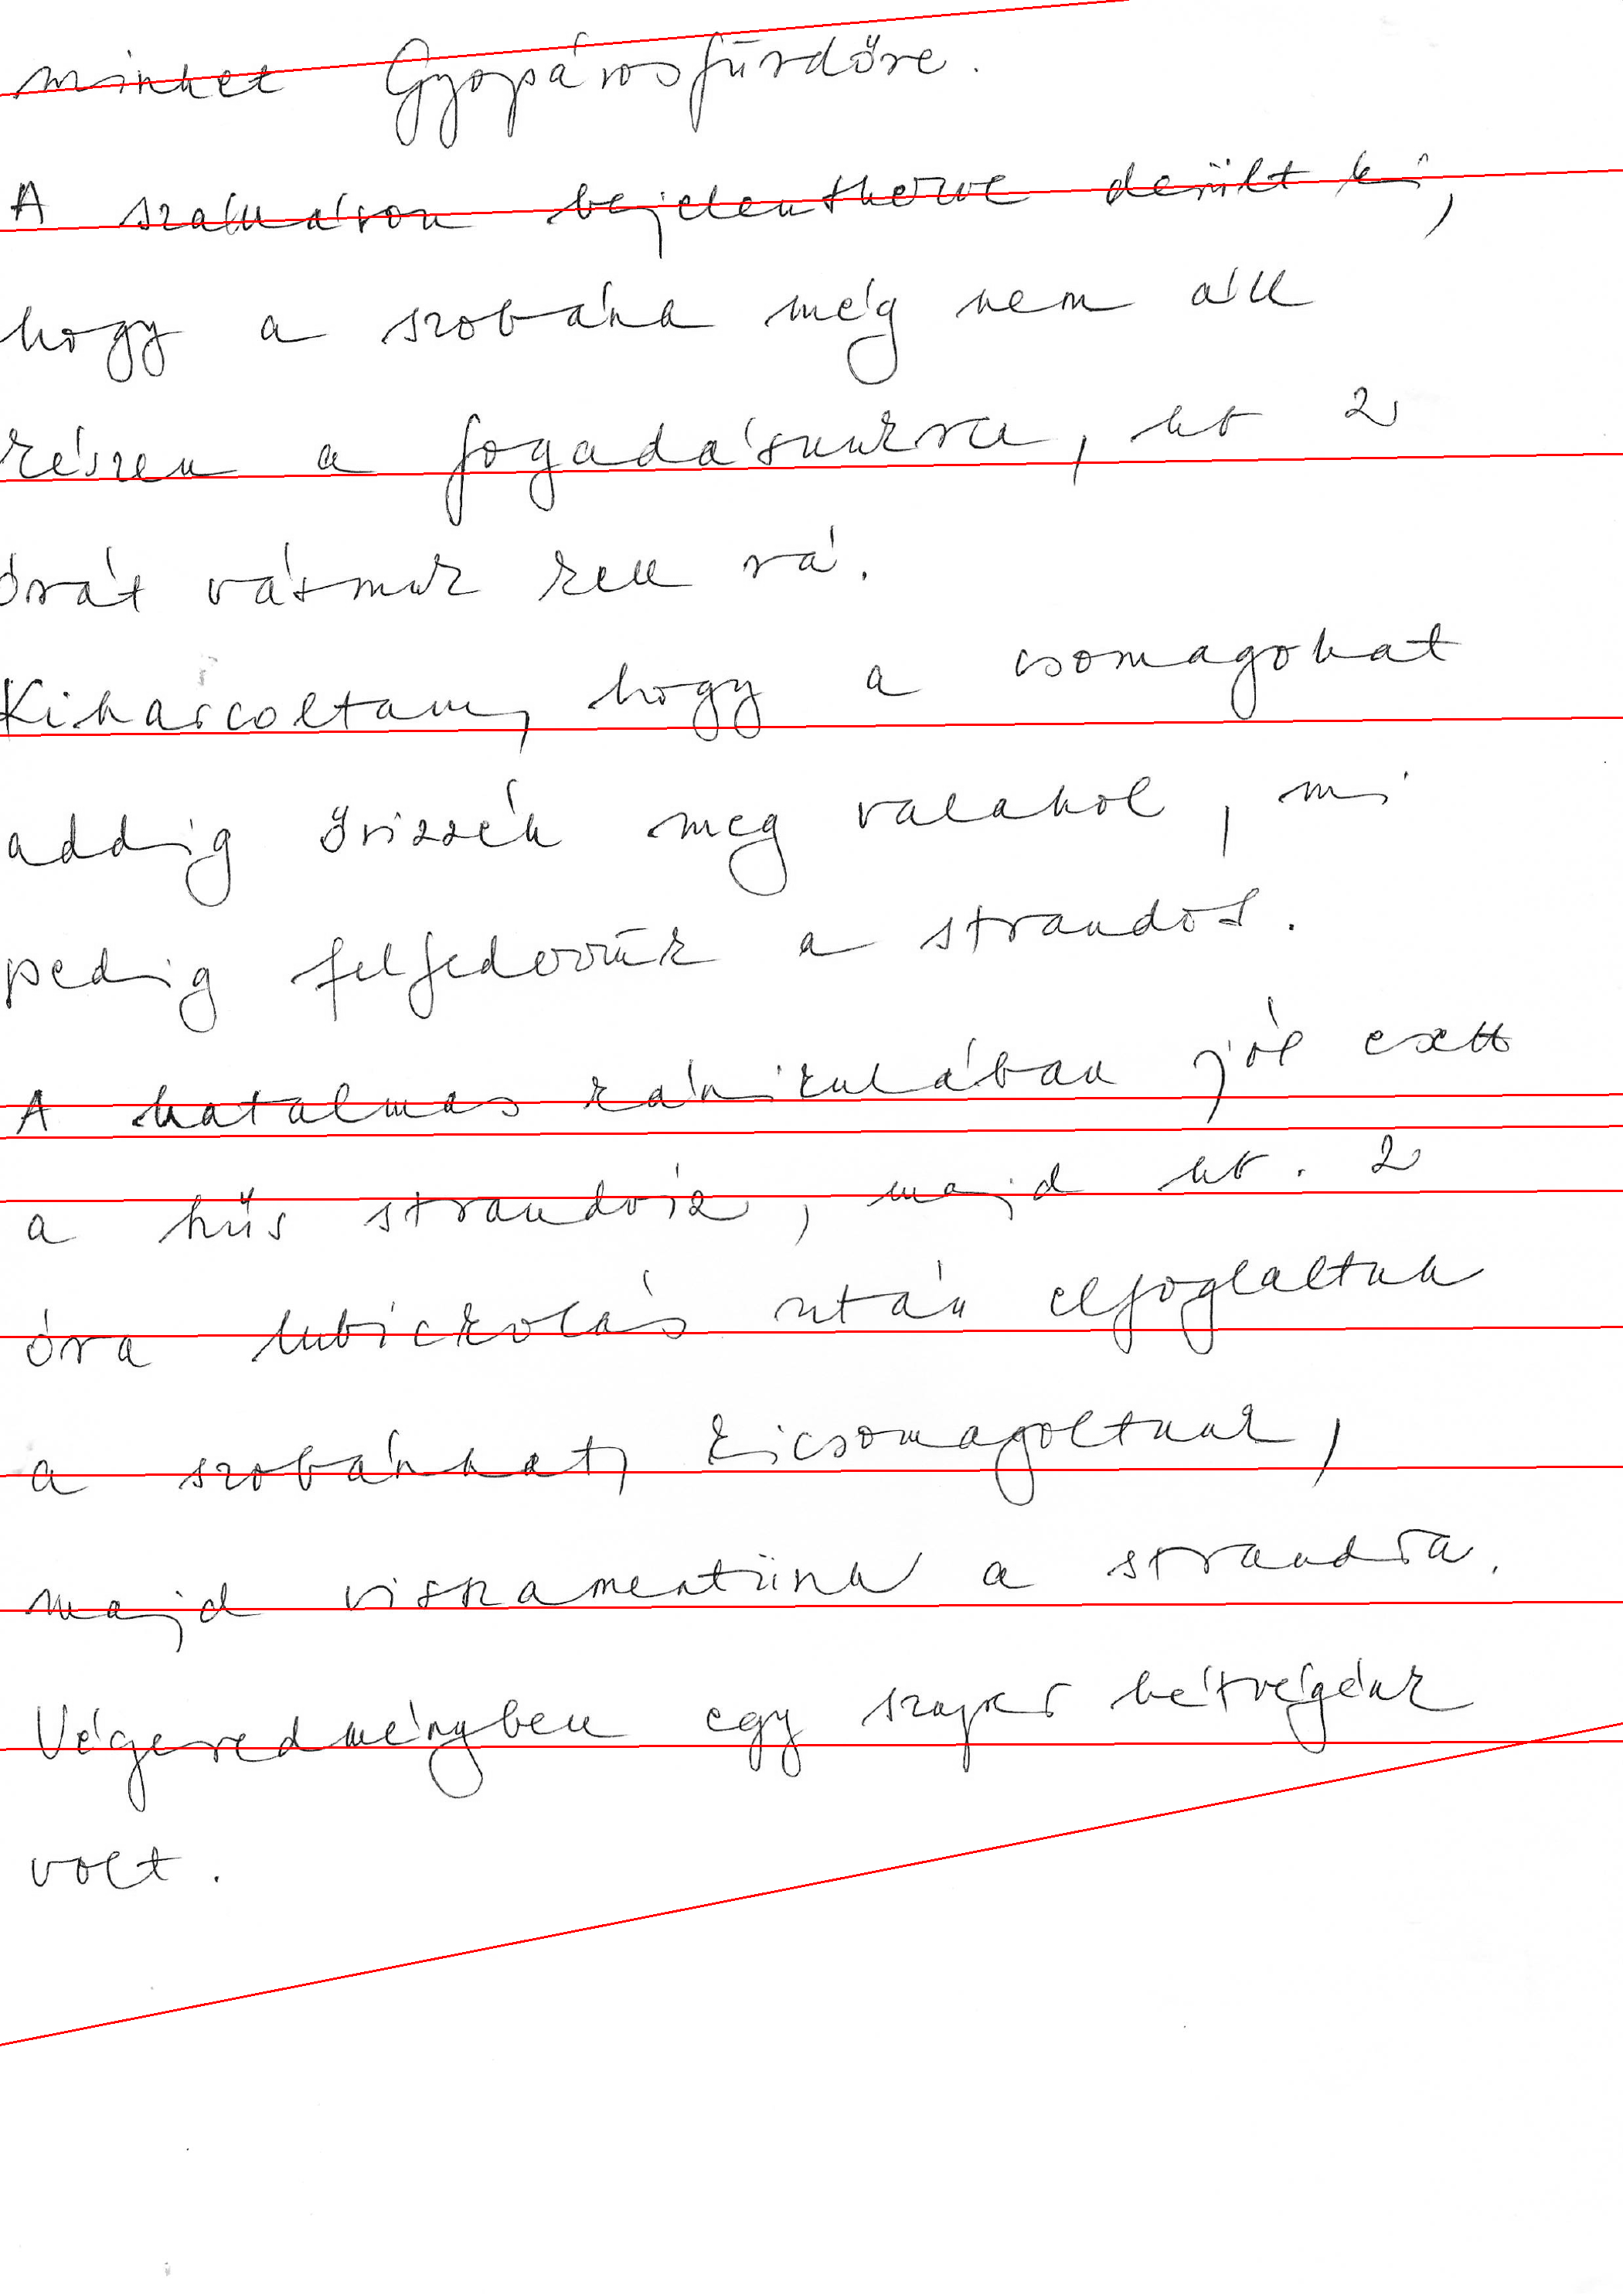 minket Gyopárosfürdőre.
A szálláson bejelentkezve derült ki,
hogy a szobánk még nem áll
készen a fogadásunkra, kb 2
órát várnunk kell rá.
Kiharcoltam, hogy a csomagokat
addig őrizzék meg valahol, mi
pedig felfedezzük a strandot.
A hatalmas kánikulában jól esett
a hűs strandvíz, majd kb. 2
óra lubickolás után elfoglaltuk
a szobánkat, kicsomagoltunk,
majd visszamentünk a strandra.
Végeredményben egy szuper hétvégénk
volt.